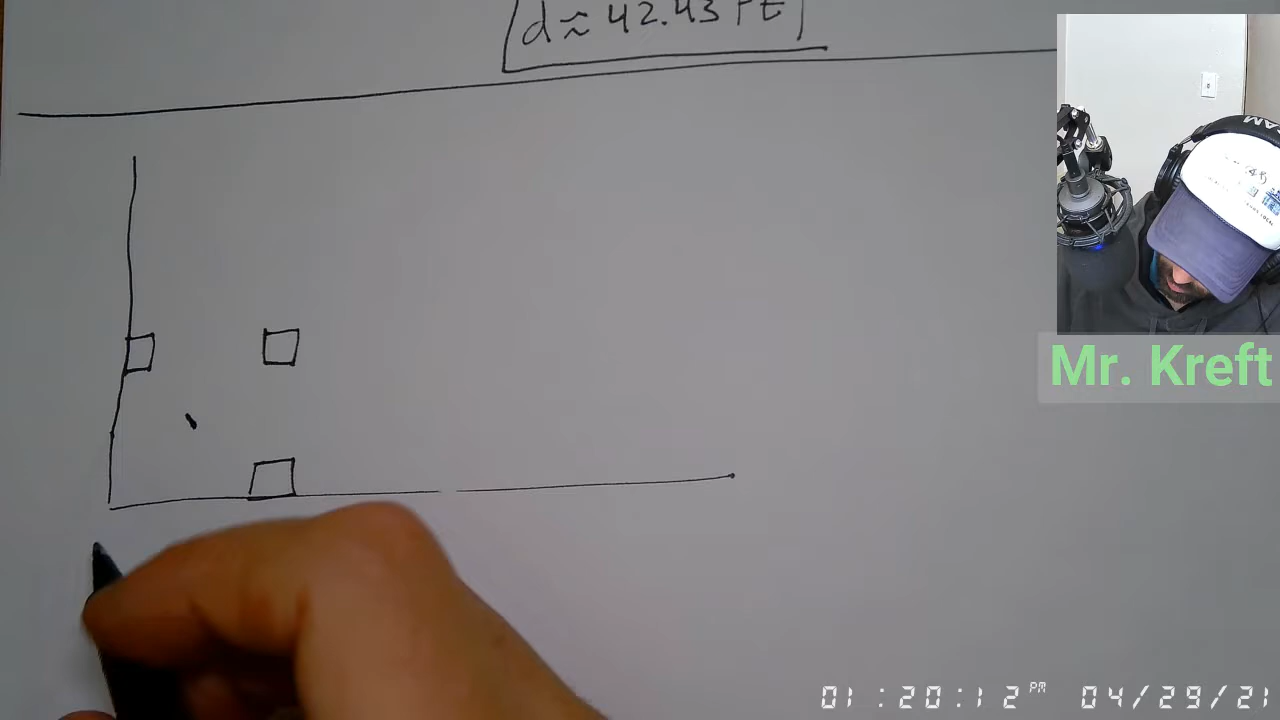 d ≈ 42.43 FT
Mr. Kreft
01:20:12 PM 04/29/21